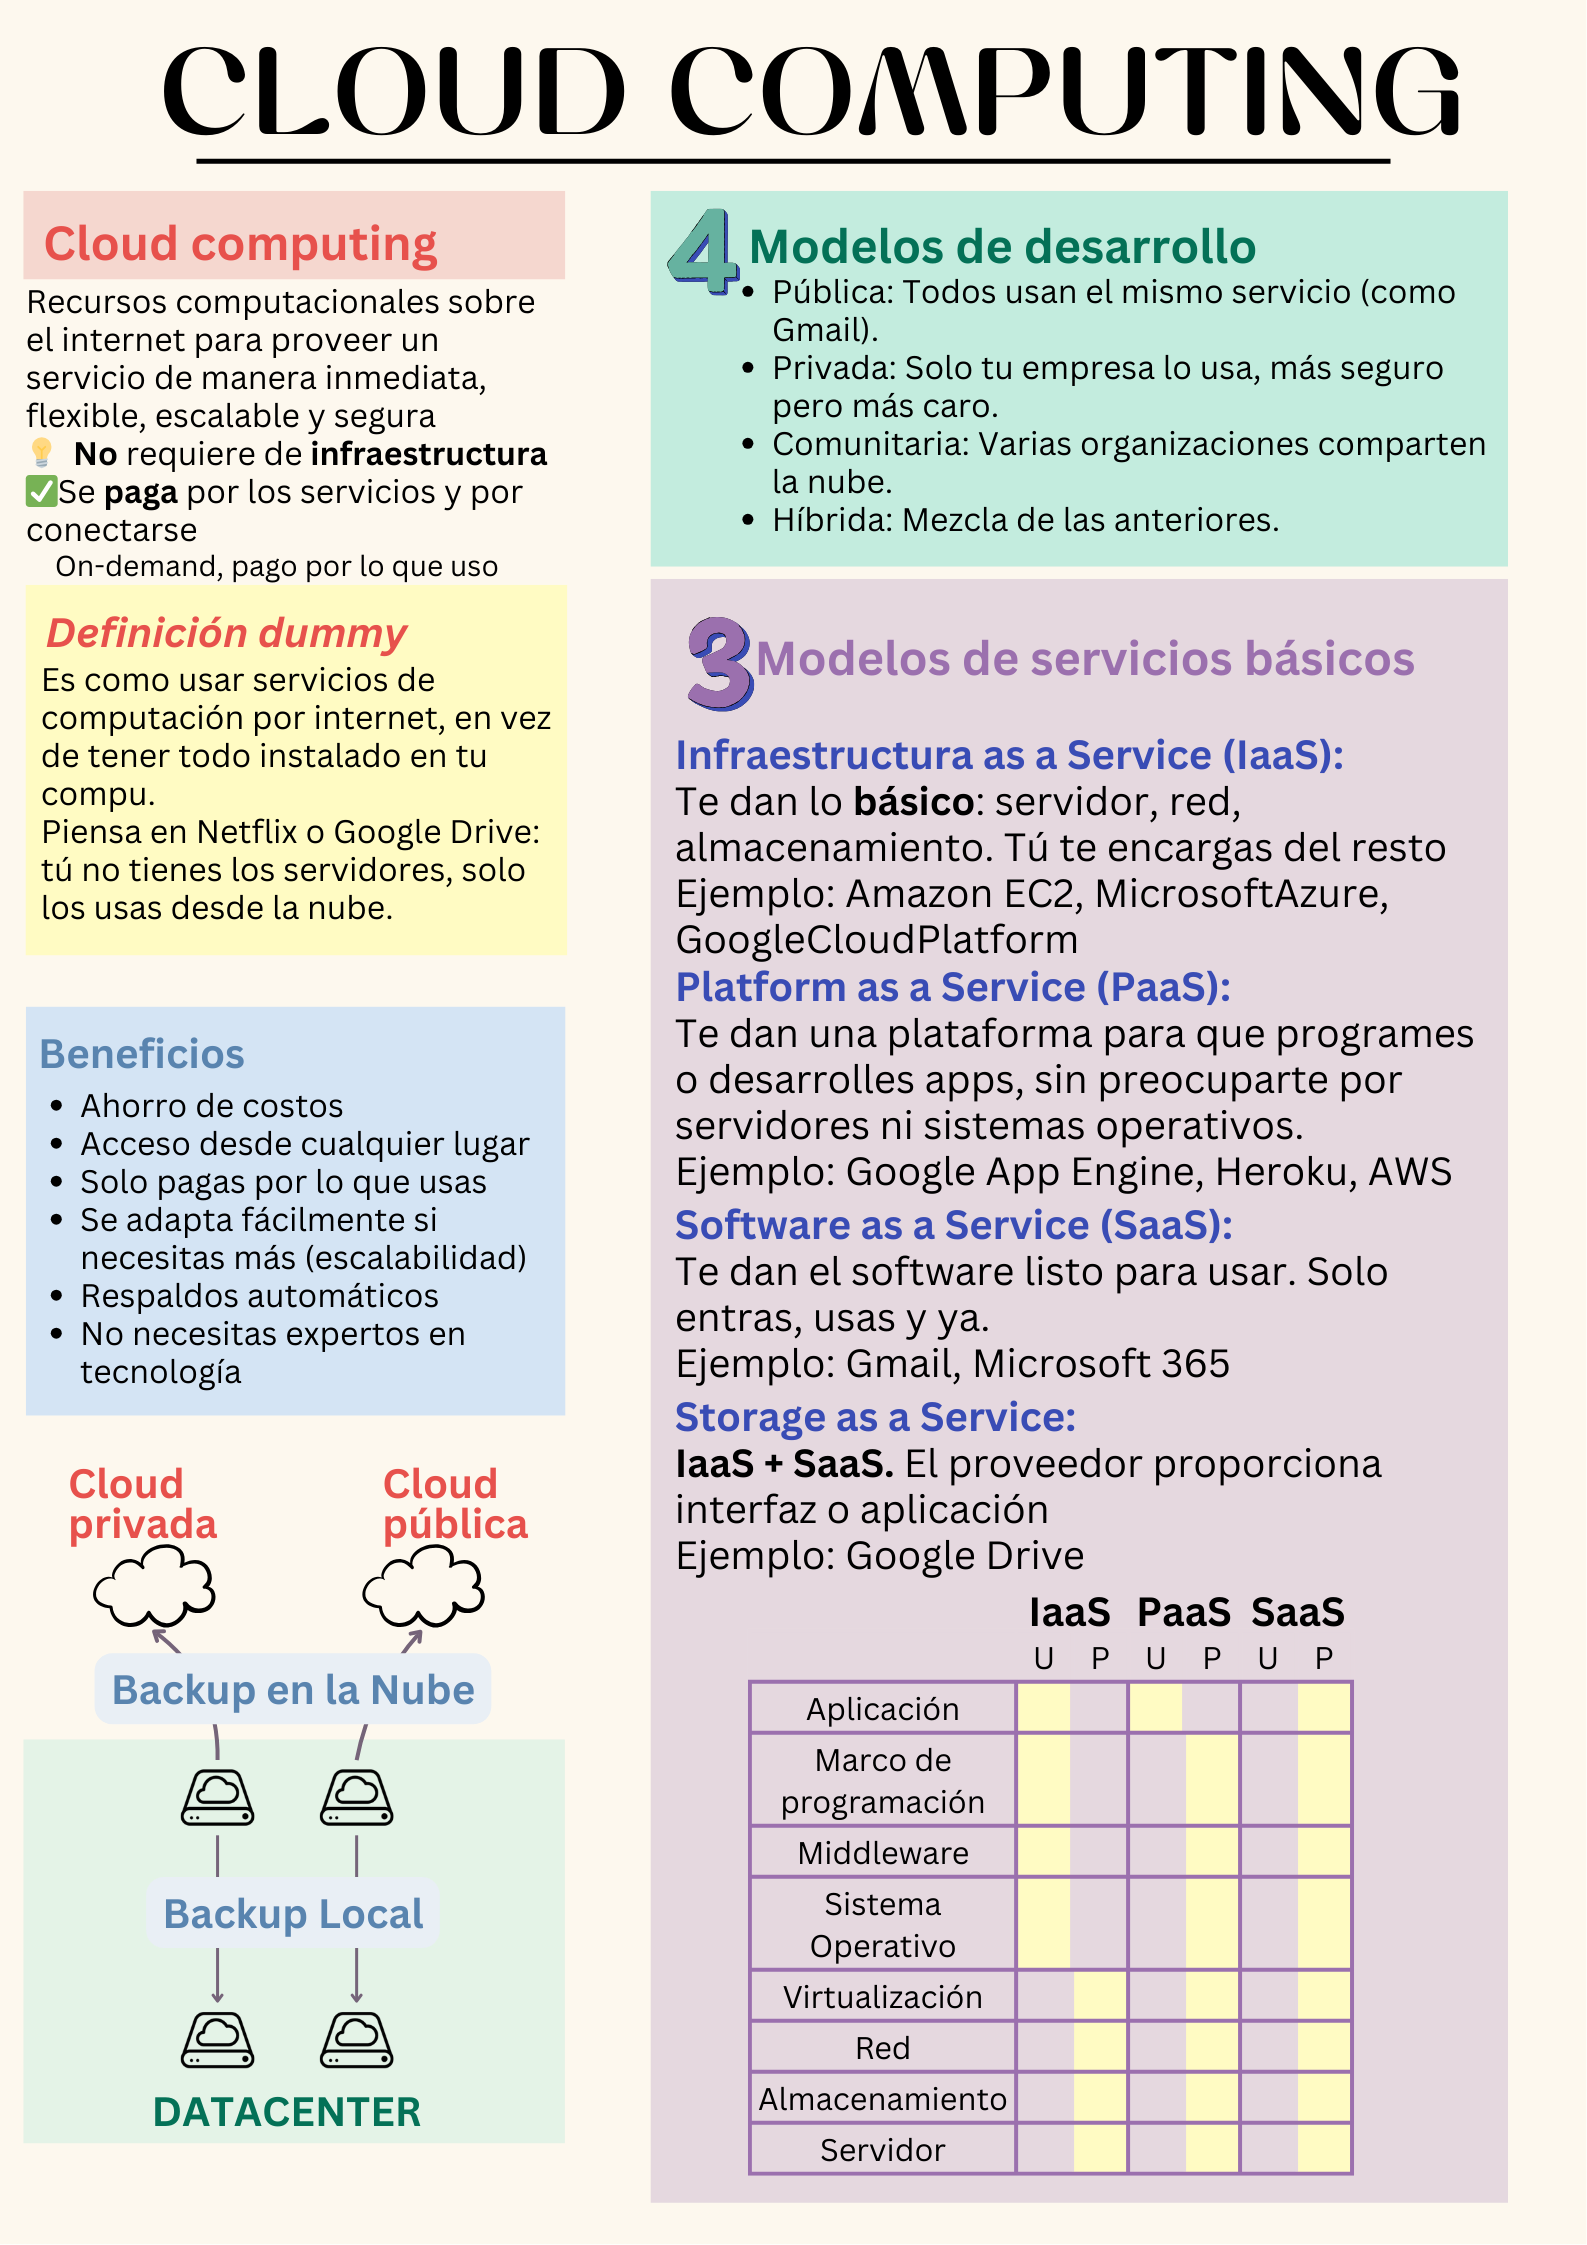 CLOUD COMPUTING
Cloud computing
Recursos computacionales sobre
el internet para proveer un
servicio de manera inmediata,
flexible, escalable y segura
💡 No requiere de infraestructura
✅Se paga por los servicios y por
conectarse
On-demand, pago por lo que uso
Definición dummy
Es como usar servicios de
computación por internet, en vez
de tener todo instalado en tu
compu.
Piensa en Netflix o Google Drive:
tú no tienes los servidores, solo
los usas desde la nube.
Beneficios
• Ahorro de costos
• Acceso desde cualquier lugar
• Solo pagas por lo que usas
• Se adapta fácilmente si
necesitas más (escalabilidad)
• Respaldos automáticos
• No necesitas expertos en
tecnología
Cloud
privada
Cloud
pública
Backup en la Nube
Backup Local
DATACENTER
4 Modelos de desarrollo
• Pública: Todos usan el mismo servicio (como
Gmail).
• Privada: Solo tu empresa lo usa, más seguro
pero más caro.
• Comunitaria: Varias organizaciones comparten
la nube.
• Híbrida: Mezcla de las anteriores.
3 Modelos de servicios básicos
Infraestructura as a Service (IaaS):
Te dan lo básico: servidor, red,
almacenamiento. Tú te encargas del resto
Ejemplo: Amazon EC2, MicrosoftAzure,
GoogleCloudPlatform
Platform as a Service (PaaS):
Te dan una plataforma para que programes
o desarrolles apps, sin preocuparte por
servidores ni sistemas operativos.
Ejemplo: Google App Engine, Heroku, AWS
Software as a Service (SaaS):
Te dan el software listo para usar. Solo
entras, usas y ya.
Ejemplo: Gmail, Microsoft 365
Storage as a Service:
IaaS + SaaS. El proveedor proporciona
interfaz o aplicación
Ejemplo: Google Drive
IaaS PaaS SaaS
U P U P U P
Aplicación
Marco de
programación
Middleware
Sistema
Operativo
Virtualización
Red
Almacenamiento
Servidor